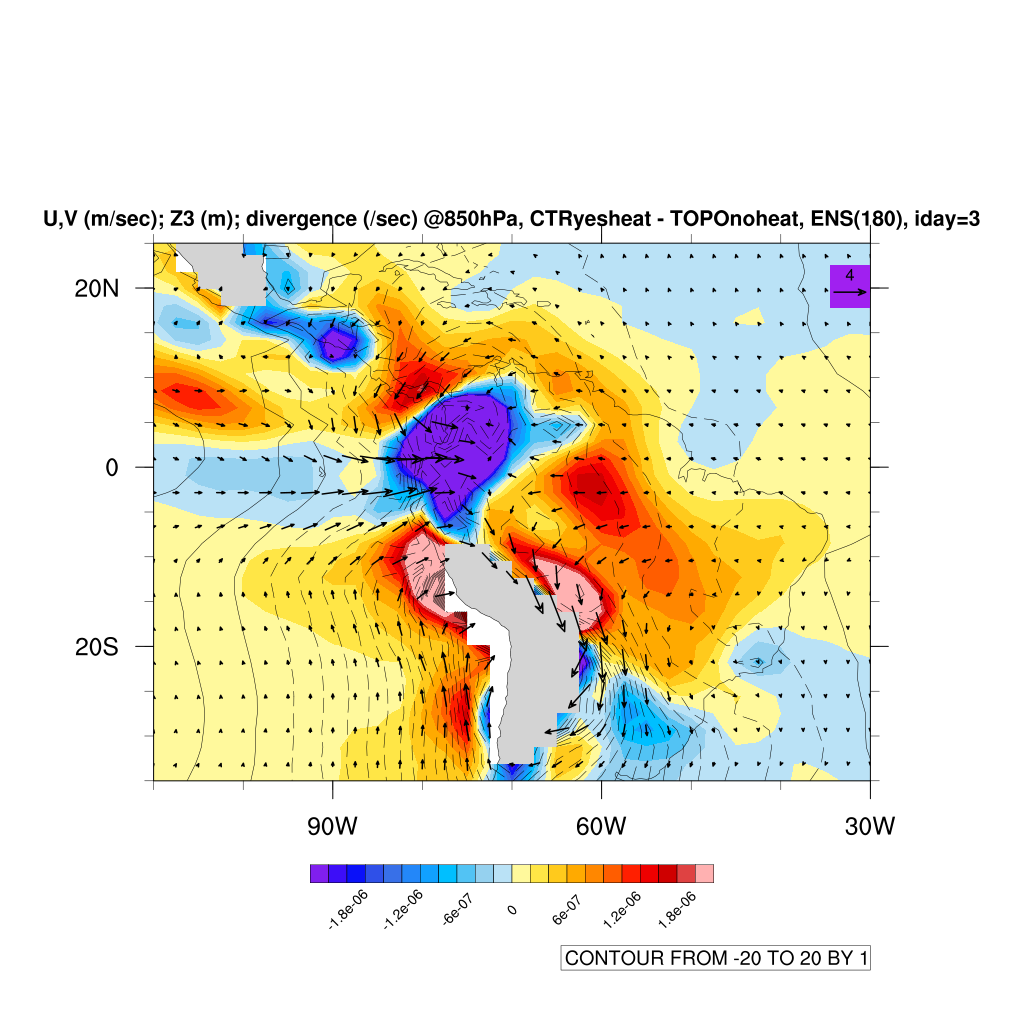 U,V (m/sec); Z3 (m); divergence (/sec) @850hPa, CTRyesheat - TOPOnoheat, ENS(180), iday=3
4
20N
0
20S
90W 60W 30W
-1.8e-06 -1.2e-06 -6e-07 0 6e-07 1.2e-06 1.8e-06
CONTOUR FROM -20 TO 20 BY 1